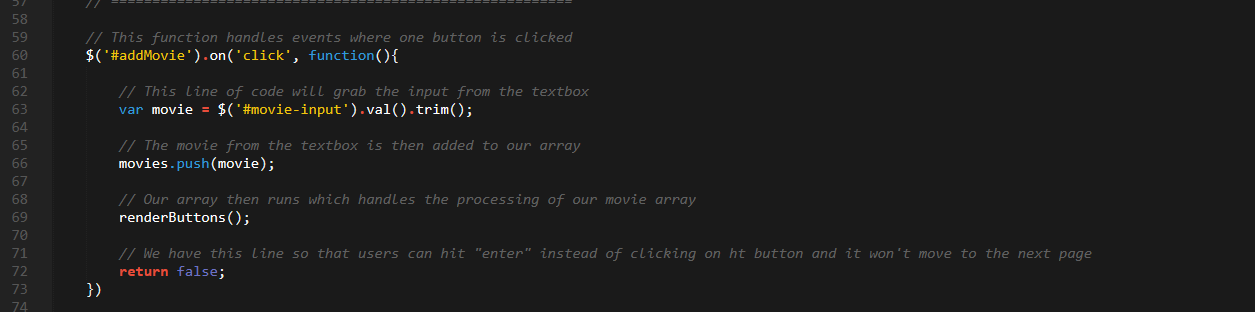 57 // ========================================================
58
59 // This function handles events where one button is clicked
60 $('#addMovie').on('click', function(){
61
62 // This line of code will grab the input from the textbox
63 var movie = $('#movie-input').val().trim();
64
65 // The movie from the textbox is then added to our array
66 movies.push(movie);
67
68 // Our array then runs which handles the processing of our movie array
69 renderButtons();
70
71 // We have this line so that users can hit "enter" instead of clicking on ht button and it won't move to the next page
72 return false;
73 })
74